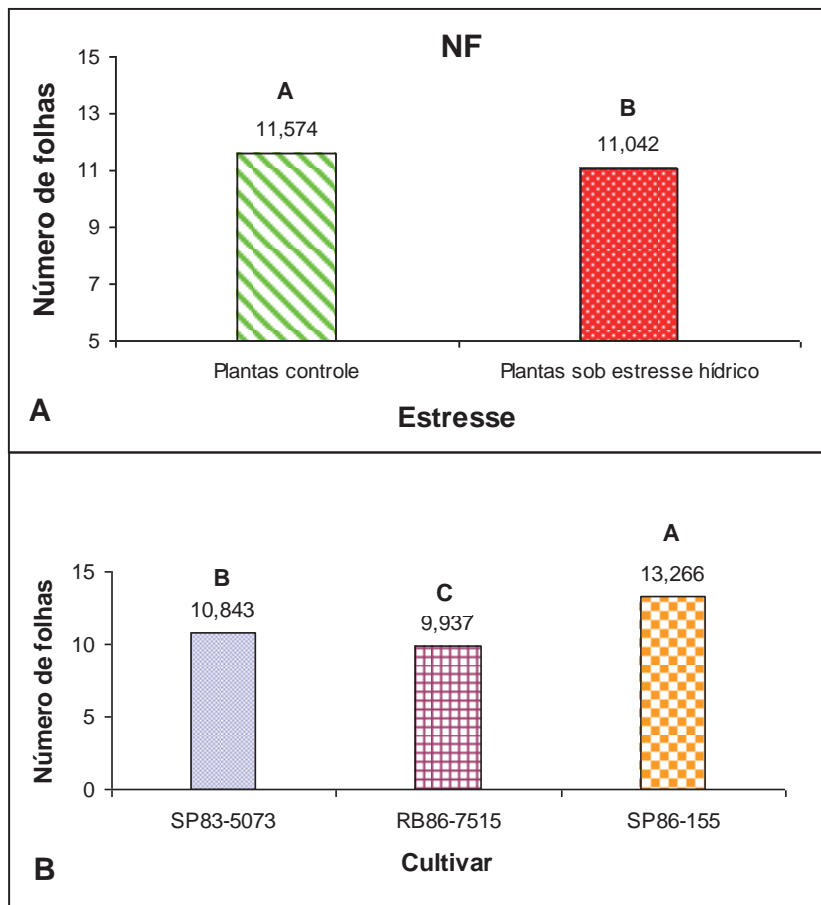 NF
Número de folhas
15
13
11
9
7
5
A
11,574
B
11,042
Plantas controle
Plantas sob estresse hídrico
A
Estresse
Número de folhas
15
10
5
0
B
10,843
C
9,937
A
13,266
SP83-5073
RB86-7515
SP86-155
B
Cultivar